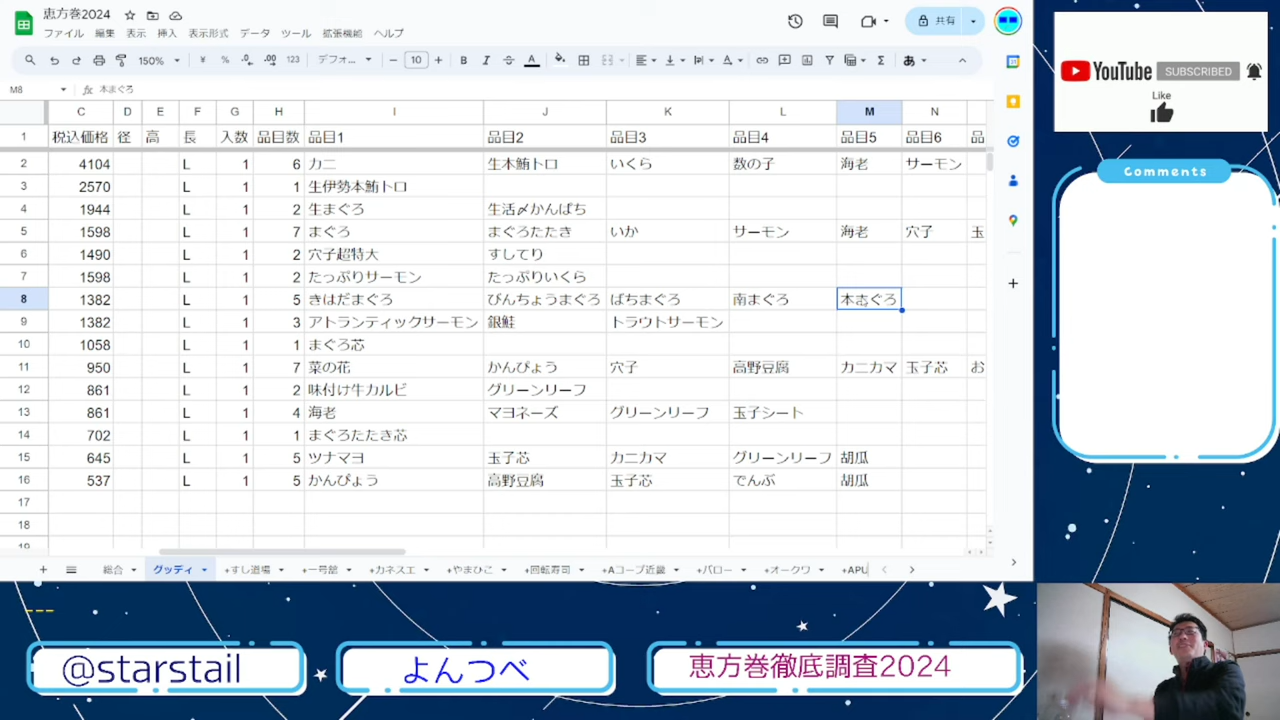 恵方巻2024
ファイル 編集 表示 挿入 表示形式 データ ツール 拡張機能 ヘルプ
共有
150% ¥ % .0 .00 123 デフォ... 10 B I A Σ あ
M8 fx 本まぐろ
C D E F G H I J K L M N
1 税込価格 径 高 長 入数 品目数 品目1 品目2 品目3 品目4 品目5 品目6 品
2 4104 L 1 6 カニ 生本鮪トロ いくら 数の子 海老 サーモン
3 2570 L 1 1 生伊勢本鮪トロ
4 1944 L 1 2 生まぐろ 生活〆かんぱち
5 1598 L 1 7 まぐろ まぐろたたき いか サーモン 海老 穴子 玉
6 1490 L 1 2 穴子超特大 すしてり
7 1598 L 1 2 たっぷりサーモン たっぷりいくら
8 1382 L 1 5 きはだまぐろ びんちょうまぐろ ばちまぐろ 南まぐろ 本まぐろ
9 1382 L 1 3 アトランティックサーモン 銀鮭 トラウトサーモン
10 1058 L 1 1 まぐろ芯
11 950 L 1 7 菜の花 かんぴょう 穴子 高野豆腐 カニカマ 玉子芯 お
12 861 L 1 2 味付け牛カルビ グリーンリーフ
13 861 L 1 4 海老 マヨネーズ グリーンリーフ 玉子シート
14 702 L 1 1 まぐろたたき芯
15 645 L 1 5 ツナマヨ 玉子芯 カニカマ グリーンリーフ 胡瓜
16 537 L 1 5 かんぴょう 高野豆腐 玉子芯 でんぶ 胡瓜
17
18
19
総合 グッディ +すし道場 +一号舘 +カネスエ +やまひこ +回転寿司 +Aコープ近畿 +バロー +オークワ +APU
YouTube SUBSCRIBED
Like
Comments
---
@starstail よんつべ 恵方巻徹底調査2024